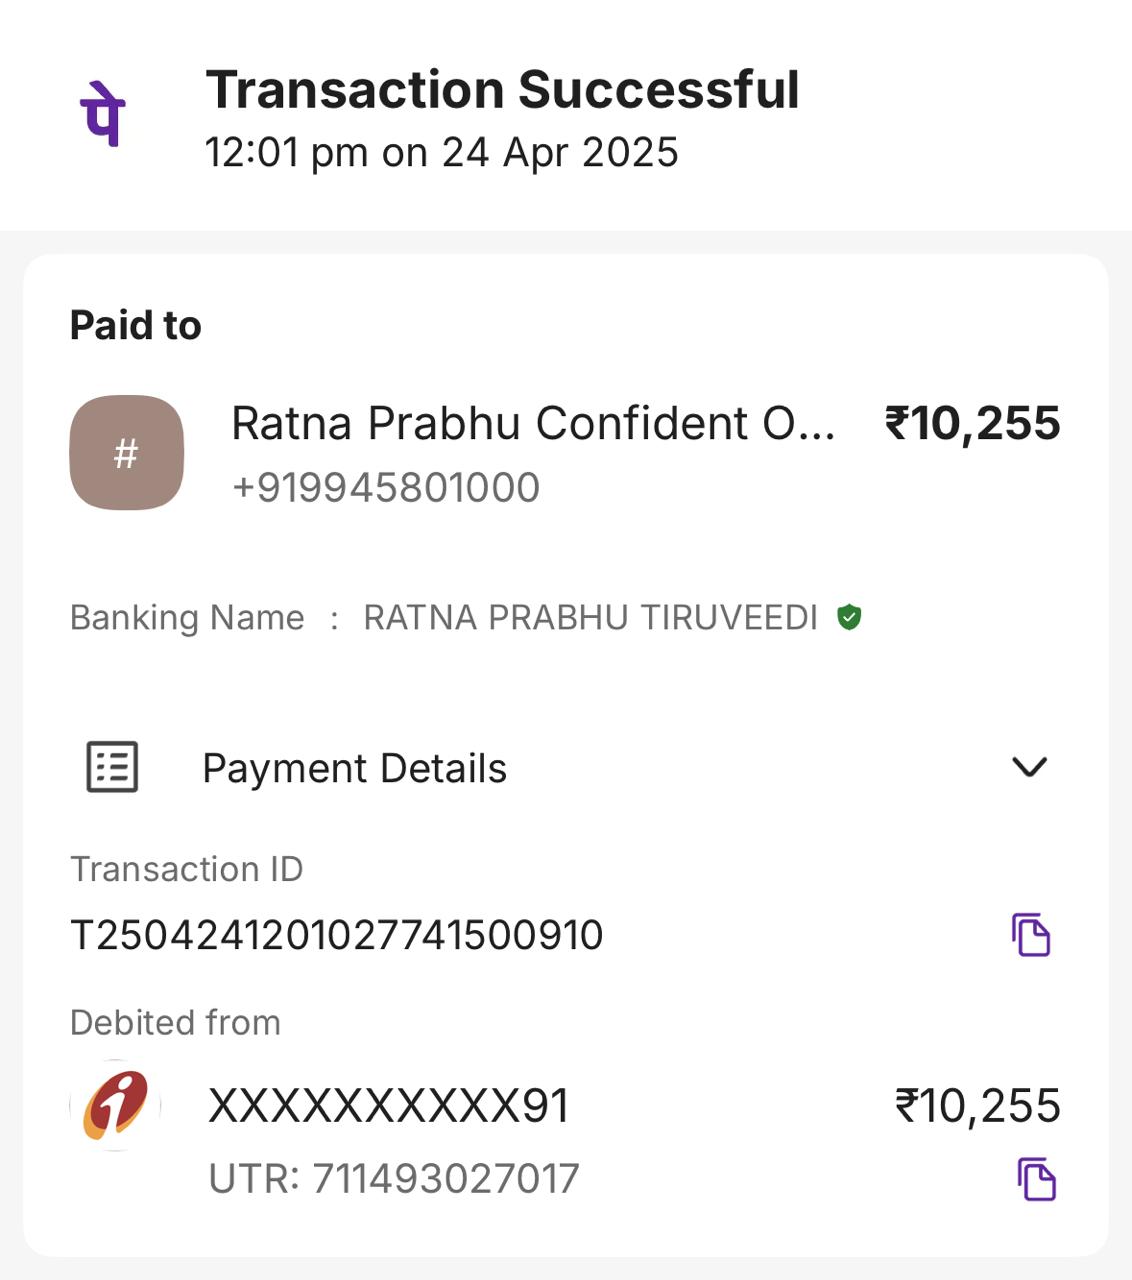 पे
Transaction Successful
12:01 pm on 24 Apr 2025
Paid to
#
Ratna Prabhu Confident O... ₹10,255
+919945801000
Banking Name : RATNA PRABHU TIRUVEEDI
Payment Details
Transaction ID
T2504241201027741500910
Debited from
XXXXXXXXXX91 ₹10,255
UTR: 711493027017